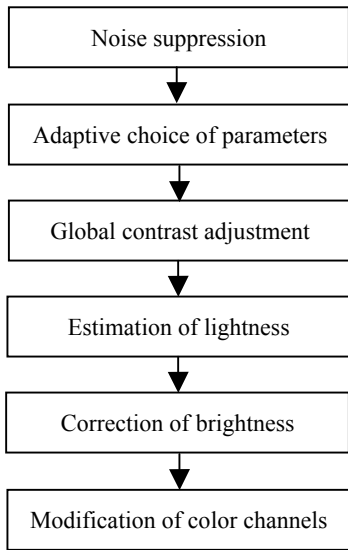 Noise suppression
Adaptive choice of parameters
Global contrast adjustment
Estimation of lightness
Correction of brightness
Modification of color channels